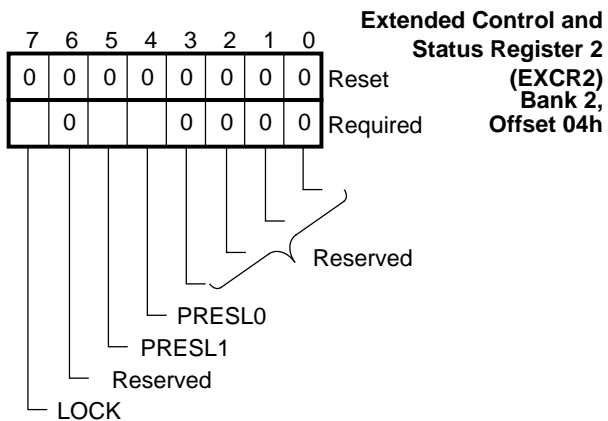 Extended Control and
Status Register 2
(EXCR2)
Bank 2,
Offset 04h
7 6 5 4 3 2 1 0
0 0 0 0 0 0 0 0 Reset
0 0 0 0 0 Required
Reserved
PRESL0
PRESL1
Reserved
LOCK